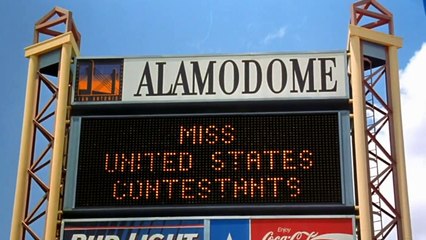 SAN ANTONIO
ALAMODOME
MISS
UNITED STATES
CONTESTANTS
BUD LIGHT
Enjoy
Coca-Cola